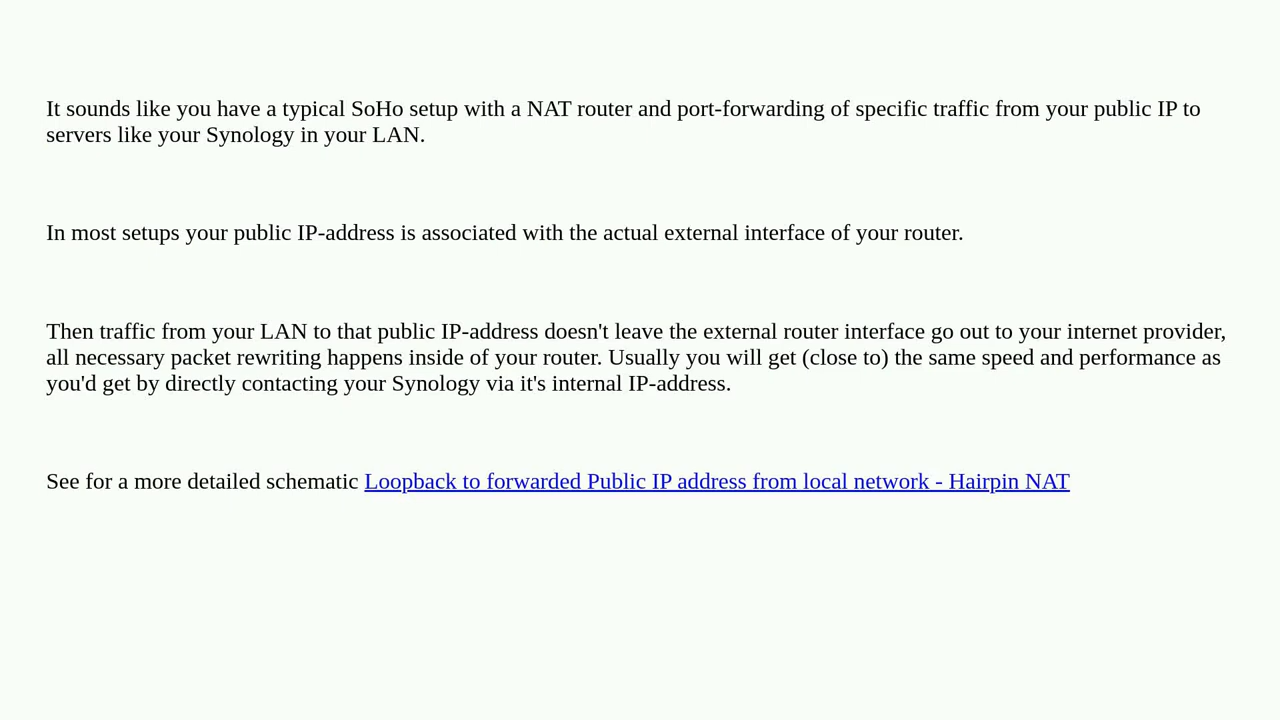 It sounds like you have a typical SoHo setup with a NAT router and port-forwarding of specific traffic from your public IP to
servers like your Synology in your LAN.
In most setups your public IP-address is associated with the actual external interface of your router.
Then traffic from your LAN to that public IP-address doesn't leave the external router interface go out to your internet provider,
all necessary packet rewriting happens inside of your router. Usually you will get (close to) the same speed and performance as
you'd get by directly contacting your Synology via it's internal IP-address.
See for a more detailed schematic Loopback to forwarded Public IP address from local network - Hairpin NAT